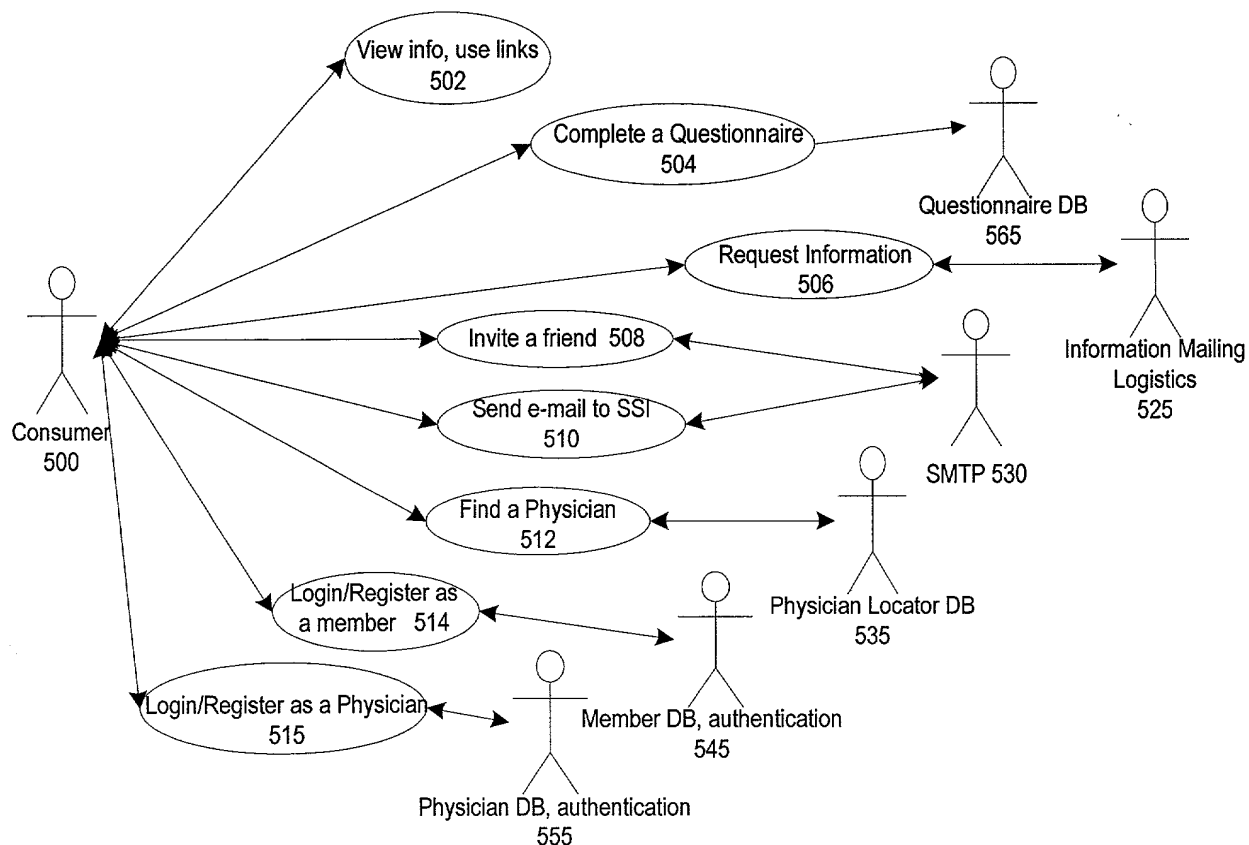 View info, use links
502
Complete a Questionnaire
504
Questionnaire DB
565
Request Information
506
Information Mailing
Logistics
525
Invite a friend 508
Send e-mail to SSI
510
SMTP 530
Consumer
500
Find a Physician
512
Physician Locator DB
535
Login/Register as
a member 514
Member DB, authentication
545
Login/Register as a Physician
515
Physician DB, authentication
555